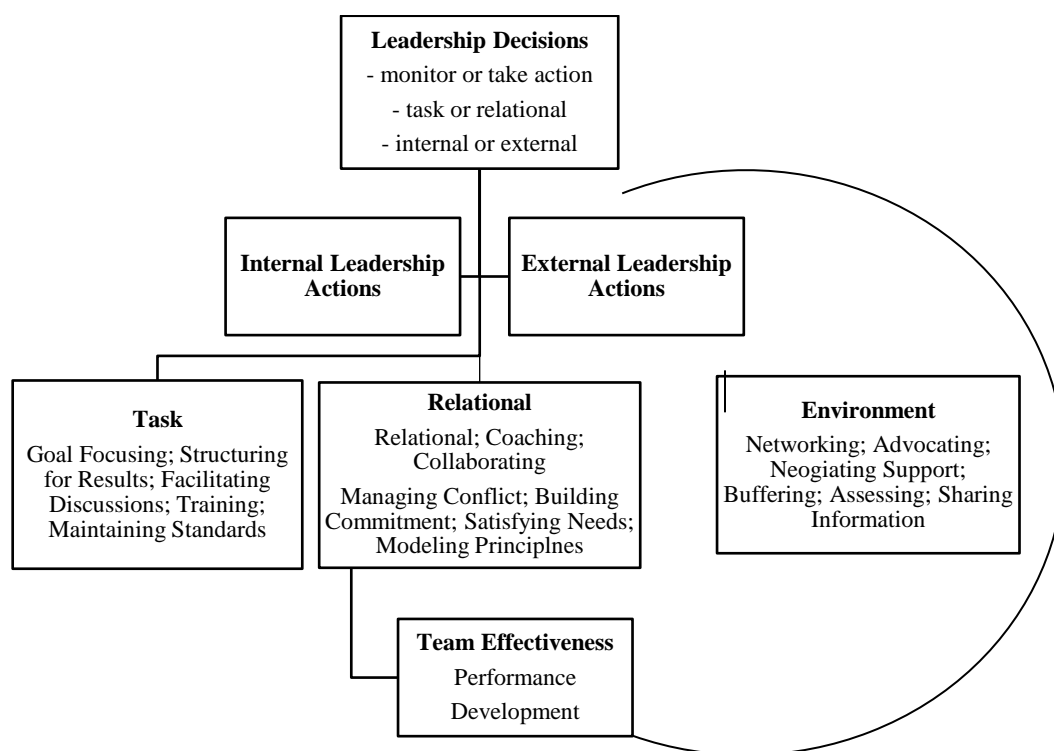 Leadership Decisions
- monitor or take action
- task or relational
- internal or external
Internal Leadership
Actions
External Leadership
Actions
Task
Goal Focusing; Structuring
for Results; Facilitating
Discussions; Training;
Maintaining Standards
Relational
Relational; Coaching;
Collaborating
Managing Conflict; Building
Commitment; Satisfying Needs;
Modeling Principlnes
Environment
Networking; Advocating;
Neogiating Support;
Buffering; Assessing; Sharing
Information
Team Effectiveness
Performance
Development